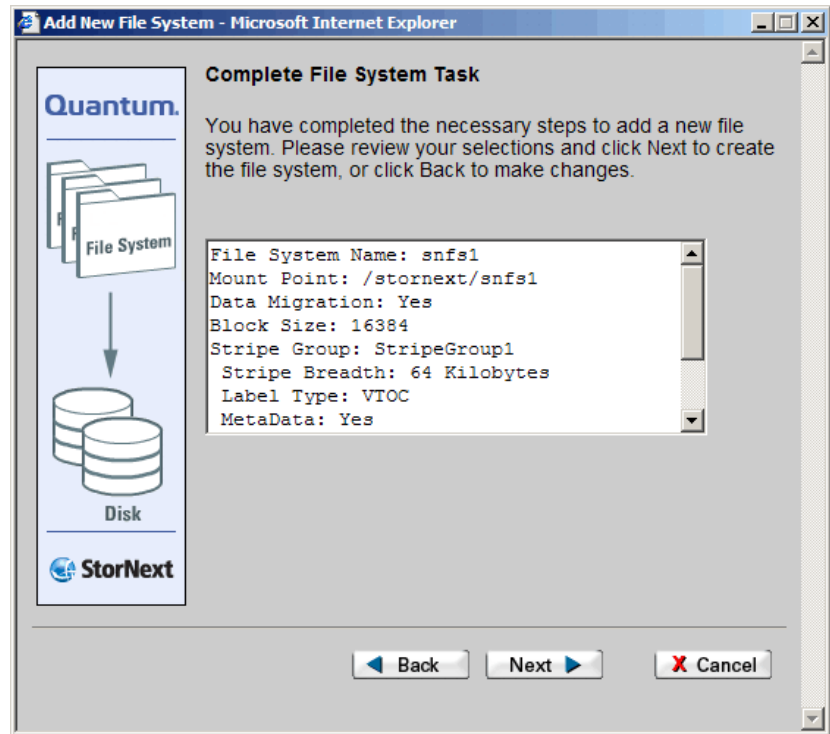 Add New File System - Microsoft Internet Explorer
Quantum.
File System
Disk
StorNext
Complete File System Task
You have completed the necessary steps to add a new file
system. Please review your selections and click Next to create
the file system, or click Back to make changes.
File System Name: snfs1
Mount Point: /stornext/snfs1
Data Migration: Yes
Block Size: 16384
Stripe Group: StripeGroup1
Stripe Breadth: 64 Kilobytes
Label Type: VTOC
MetaData: Yes
Back
Next
X Cancel